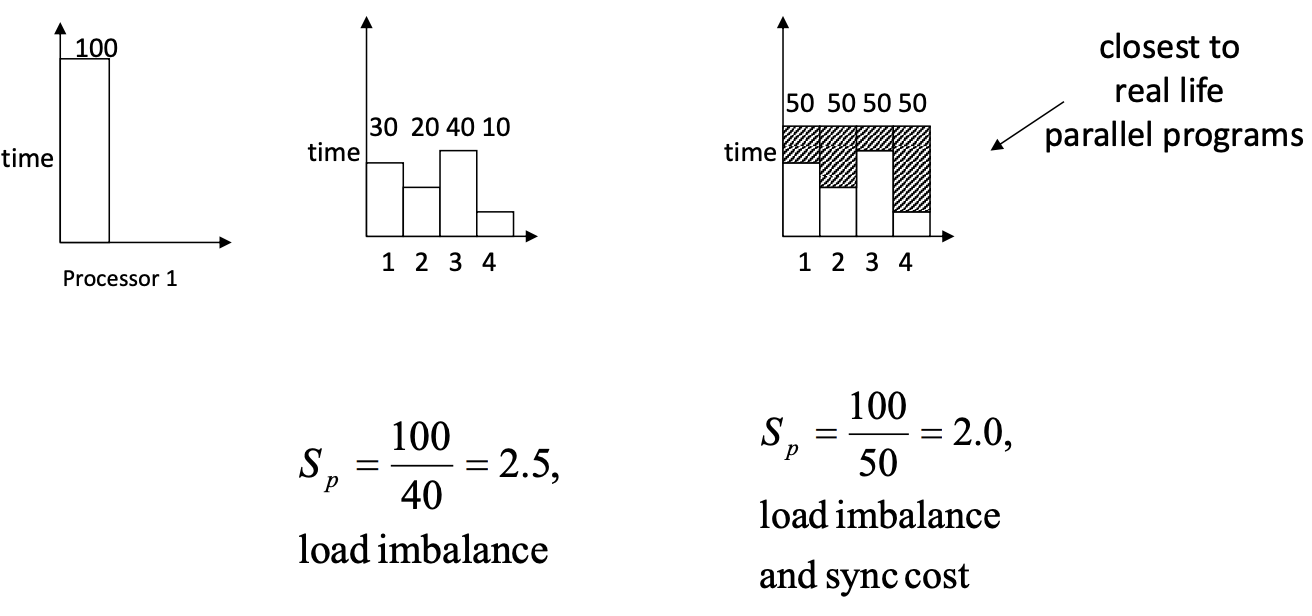 100
time
Processor 1
30 20 40 10
time
1 2 3 4
50 50 50 50
time
1 2 3 4
closest to
real life
parallel programs
S_p = 100/40 = 2.5,
load imbalance
S_p = 100/50 = 2.0,
load imbalance
and sync cost